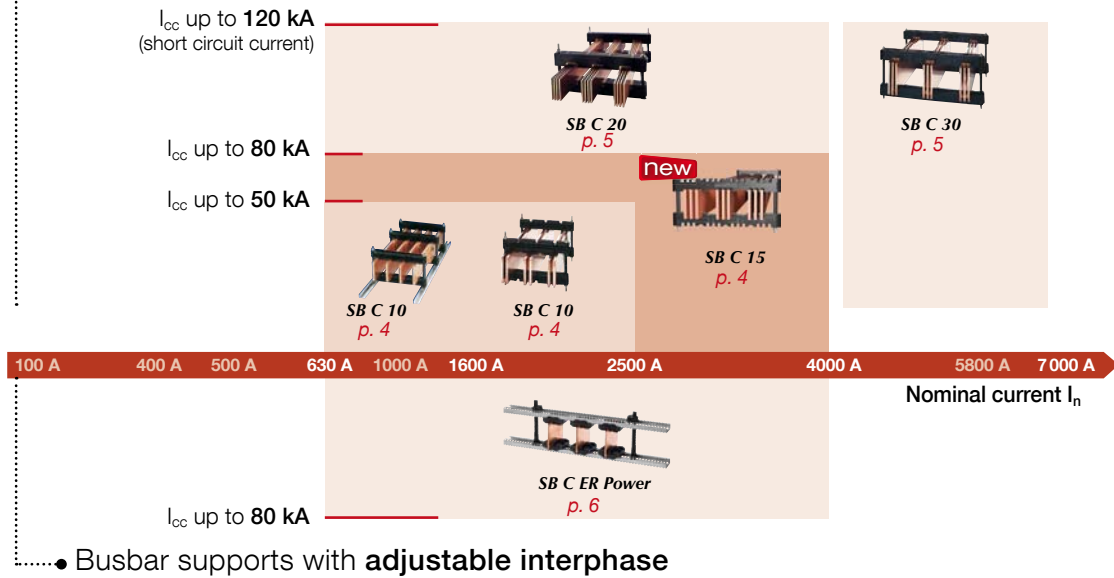 Icc up to 120 kA
(short circuit current)
SB C 20
p. 5
SB C 30
p. 5
Icc up to 80 kA
new
Icc up to 50 kA
SB C 15
p. 4
SB C 10
p. 4
SB C 10
p. 4
100 A 400 A 500 A 630 A 1000 A 1600 A 2500 A 4000 A 5800 A 7000 A
Nominal current In
SB C ER Power
p. 6
Icc up to 80 kA
Busbar supports with adjustable interphase